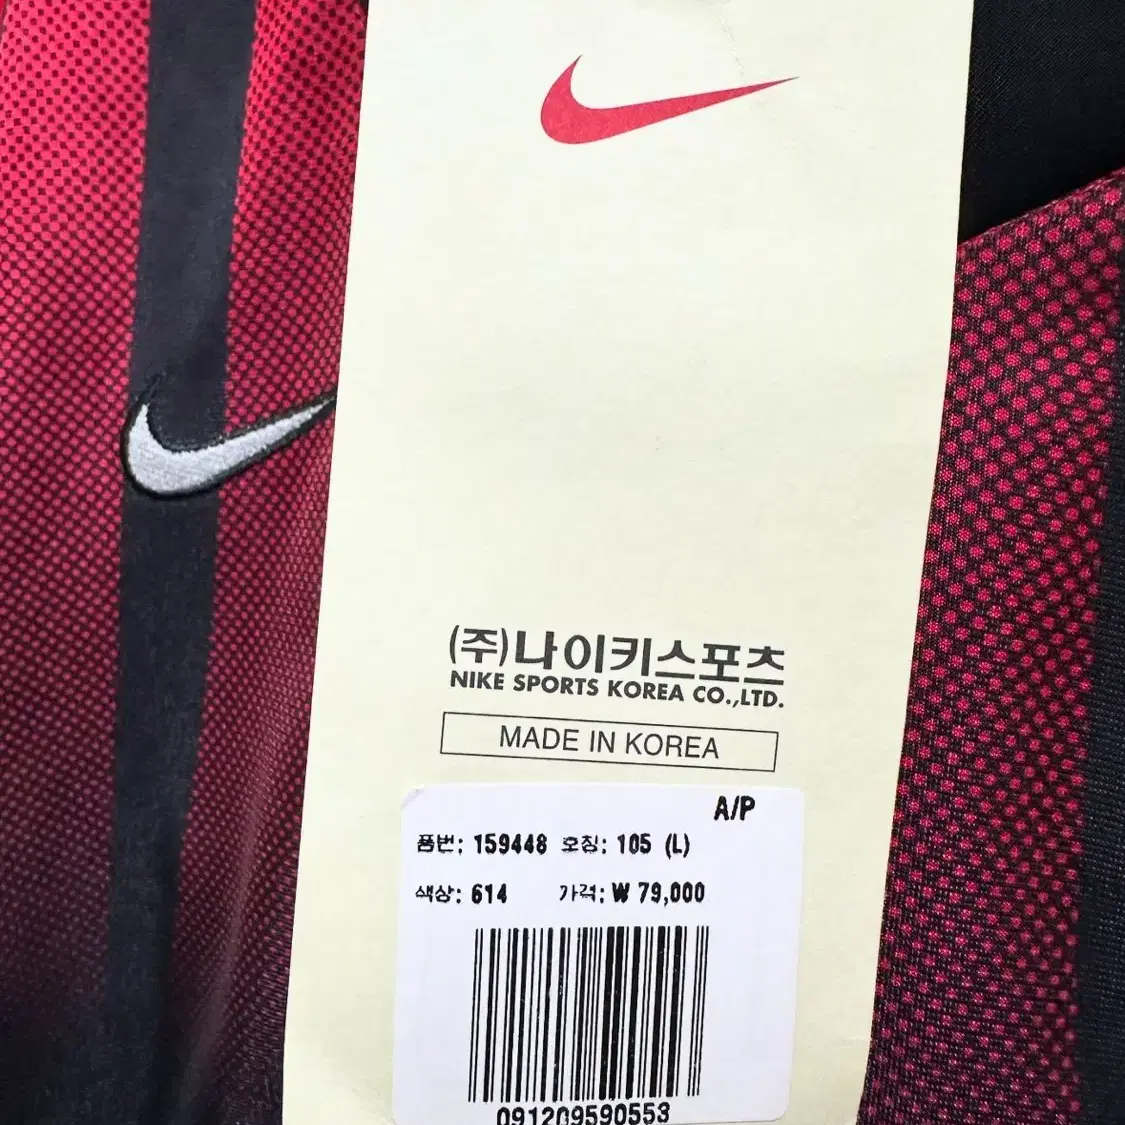 (주)나이키스포츠
NIKE SPORTS KOREA CO.,LTD.
MADE IN KOREA
A/P
품번: 159448 호칭: 105 (L)
색상: 614 가격: ₩ 79,000
091209590553